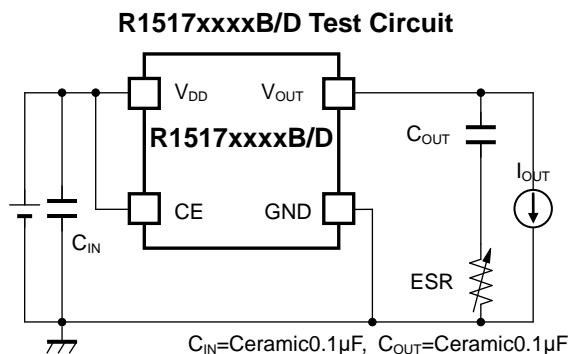 R1517xxxxB/D Test Circuit
VDD VOUT
R1517xxxxB/D
COUT
IOUT
CE GND
CIN
ESR
CIN=Ceramic0.1μF, COUT=Ceramic0.1μF